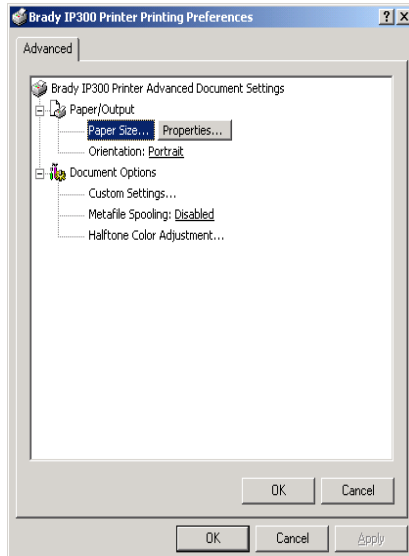 Brady IP300 Printer Printing Preferences
Advanced
Brady IP300 Printer Advanced Document Settings
Paper/Output
Paper Size... Properties...
Orientation: Portrait
Document Options
Custom Settings...
Metafile Spooling: Disabled
Halftone Color Adjustment...
OK Cancel
OK Cancel Apply